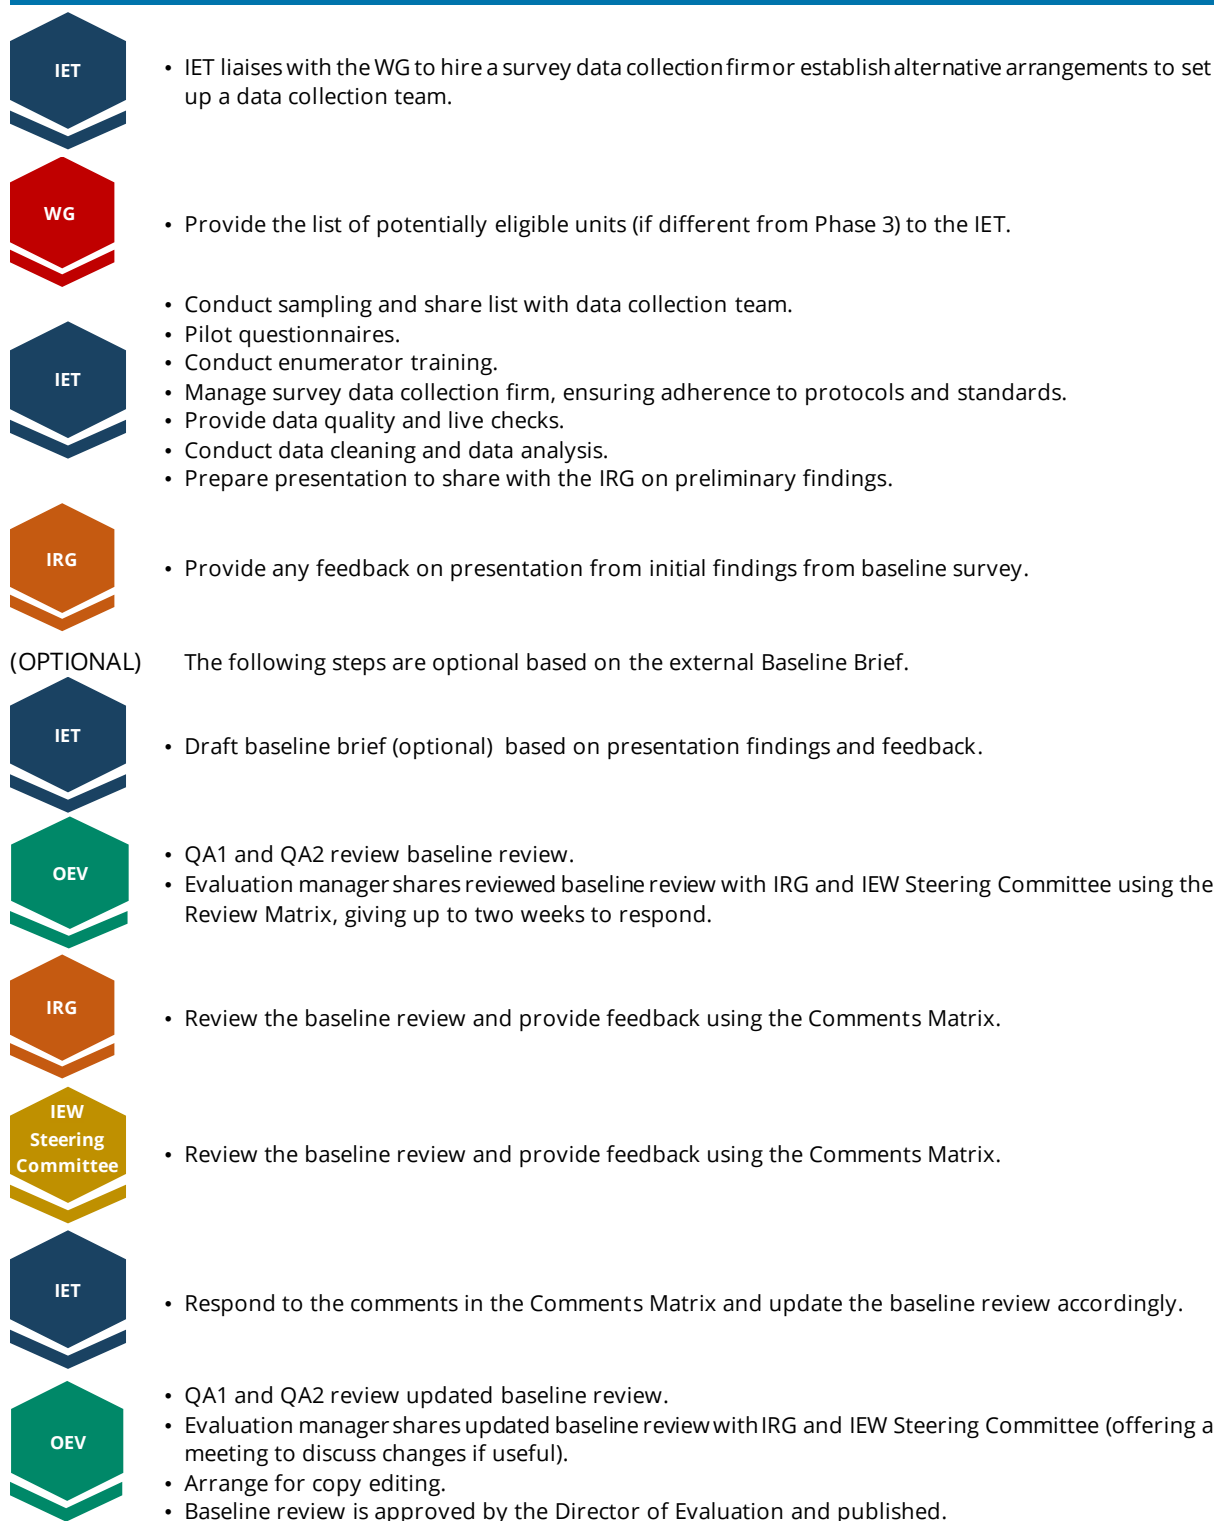 IET
• IET liaises with the WG to hire a survey data collection firm or establish alternative arrangements to set
up a data collection team.
WG
• Provide the list of potentially eligible units (if different from Phase 3) to the IET.
IET
• Conduct sampling and share list with data collection team.
• Pilot questionnaires.
• Conduct enumerator training.
• Manage survey data collection firm, ensuring adherence to protocols and standards.
• Provide data quality and live checks.
• Conduct data cleaning and data analysis.
• Prepare presentation to share with the IRG on preliminary findings.
IRG
• Provide any feedback on presentation from initial findings from baseline survey.
(OPTIONAL) The following steps are optional based on the external Baseline Brief.
IET
• Draft baseline brief (optional) based on presentation findings and feedback.
OEV
• QA1 and QA2 review baseline review.
• Evaluation manager shares reviewed baseline review with IRG and IEW Steering Committee using the
Review Matrix, giving up to two weeks to respond.
IRG
• Review the baseline review and provide feedback using the Comments Matrix.
IEW
Steering
Committee
• Review the baseline review and provide feedback using the Comments Matrix.
IET
• Respond to the comments in the Comments Matrix and update the baseline review accordingly.
OEV
• QA1 and QA2 review updated baseline review.
• Evaluation manager shares updated baseline review with IRG and IEW Steering Committee (offering a
meeting to discuss changes if useful).
• Arrange for copy editing.
• Baseline review is approved by the Director of Evaluation and published.